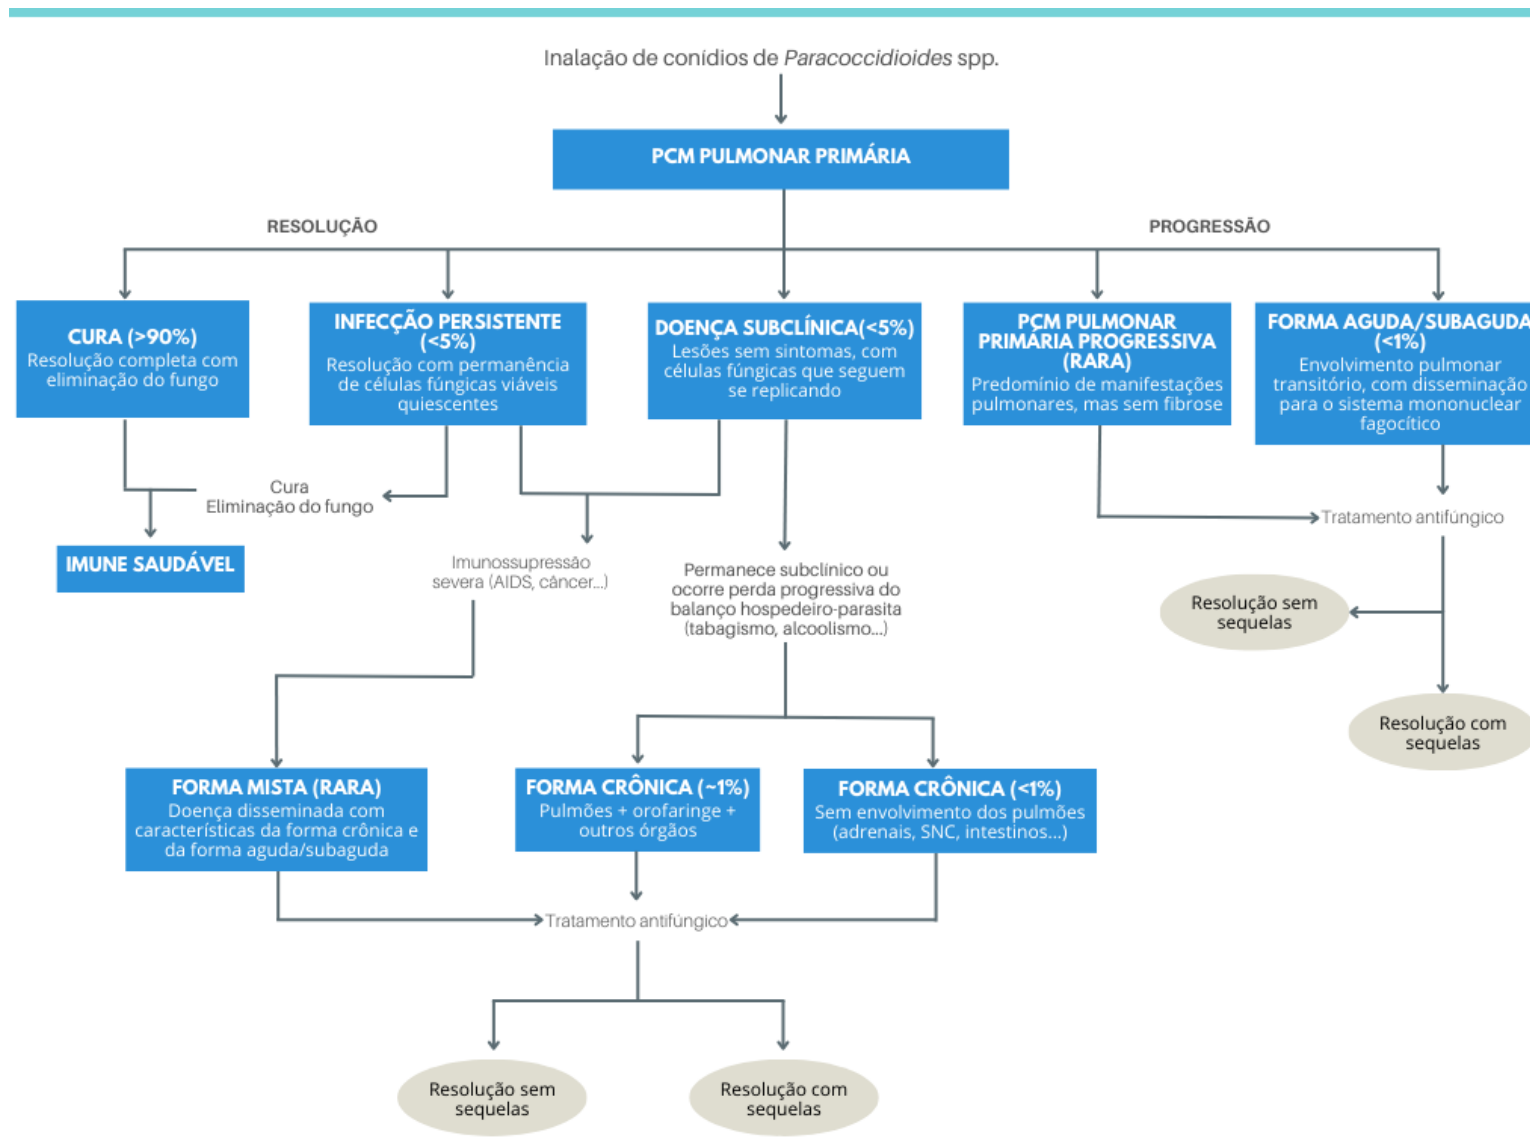 Inalação de conídios de Paracoccidioides spp.
PCM PULMONAR PRIMÁRIA
RESOLUÇÃO
PROGRESSÃO
CURA (>90%)
Resolução completa com
eliminação do fungo
INFECÇÃO PERSISTENTE
(<5%)
Resolução com permanência
de células fúngicas viáveis
quiescentes
DOENÇA SUBCLÍNICA(<5%)
Lesões sem sintomas, com
células fúngicas que seguem
se replicando
PCM PULMONAR
PRIMÁRIA PROGRESSIVA
(RARA)
Predomínio de manifestações
pulmonares, mas sem fibrose
FORMA AGUDA/SUBAGUDA
(<1%)
Envolvimento pulmonar
transitório, com disseminação
para o sistema mononuclear
fagocítico
Cura
Eliminação do fungo
IMUNE SAUDÁVEL
Imunossupressão
severa (AIDS, câncer...)
Permanece subclínico ou
ocorre perda progressiva do
balanço hospedeiro-parasita
(tabagismo, alcoolismo...)
Tratamento antifúngico
Resolução sem
sequelas
Resolução com
sequelas
FORMA MISTA (RARA)
Doença disseminada com
características da forma crônica e
da forma aguda/subaguda
FORMA CRÔNICA (~1%)
Pulmões + orofaringe +
outros órgãos
FORMA CRÔNICA (<1%)
Sem envolvimento dos pulmões
(adrenais, SNC, intestinos...)
Tratamento antifúngico
Resolução sem
sequelas
Resolução com
sequelas